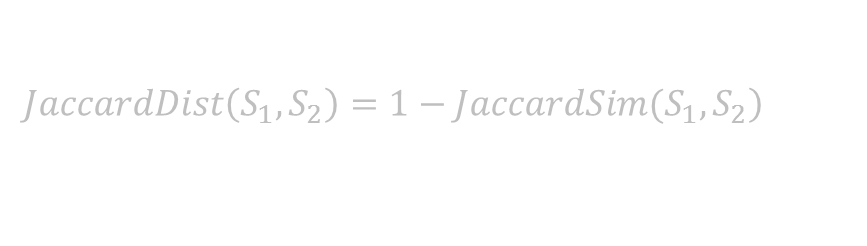 JaccardDist(S₁, S₂) = 1 − JaccardSim(S₁, S₂)